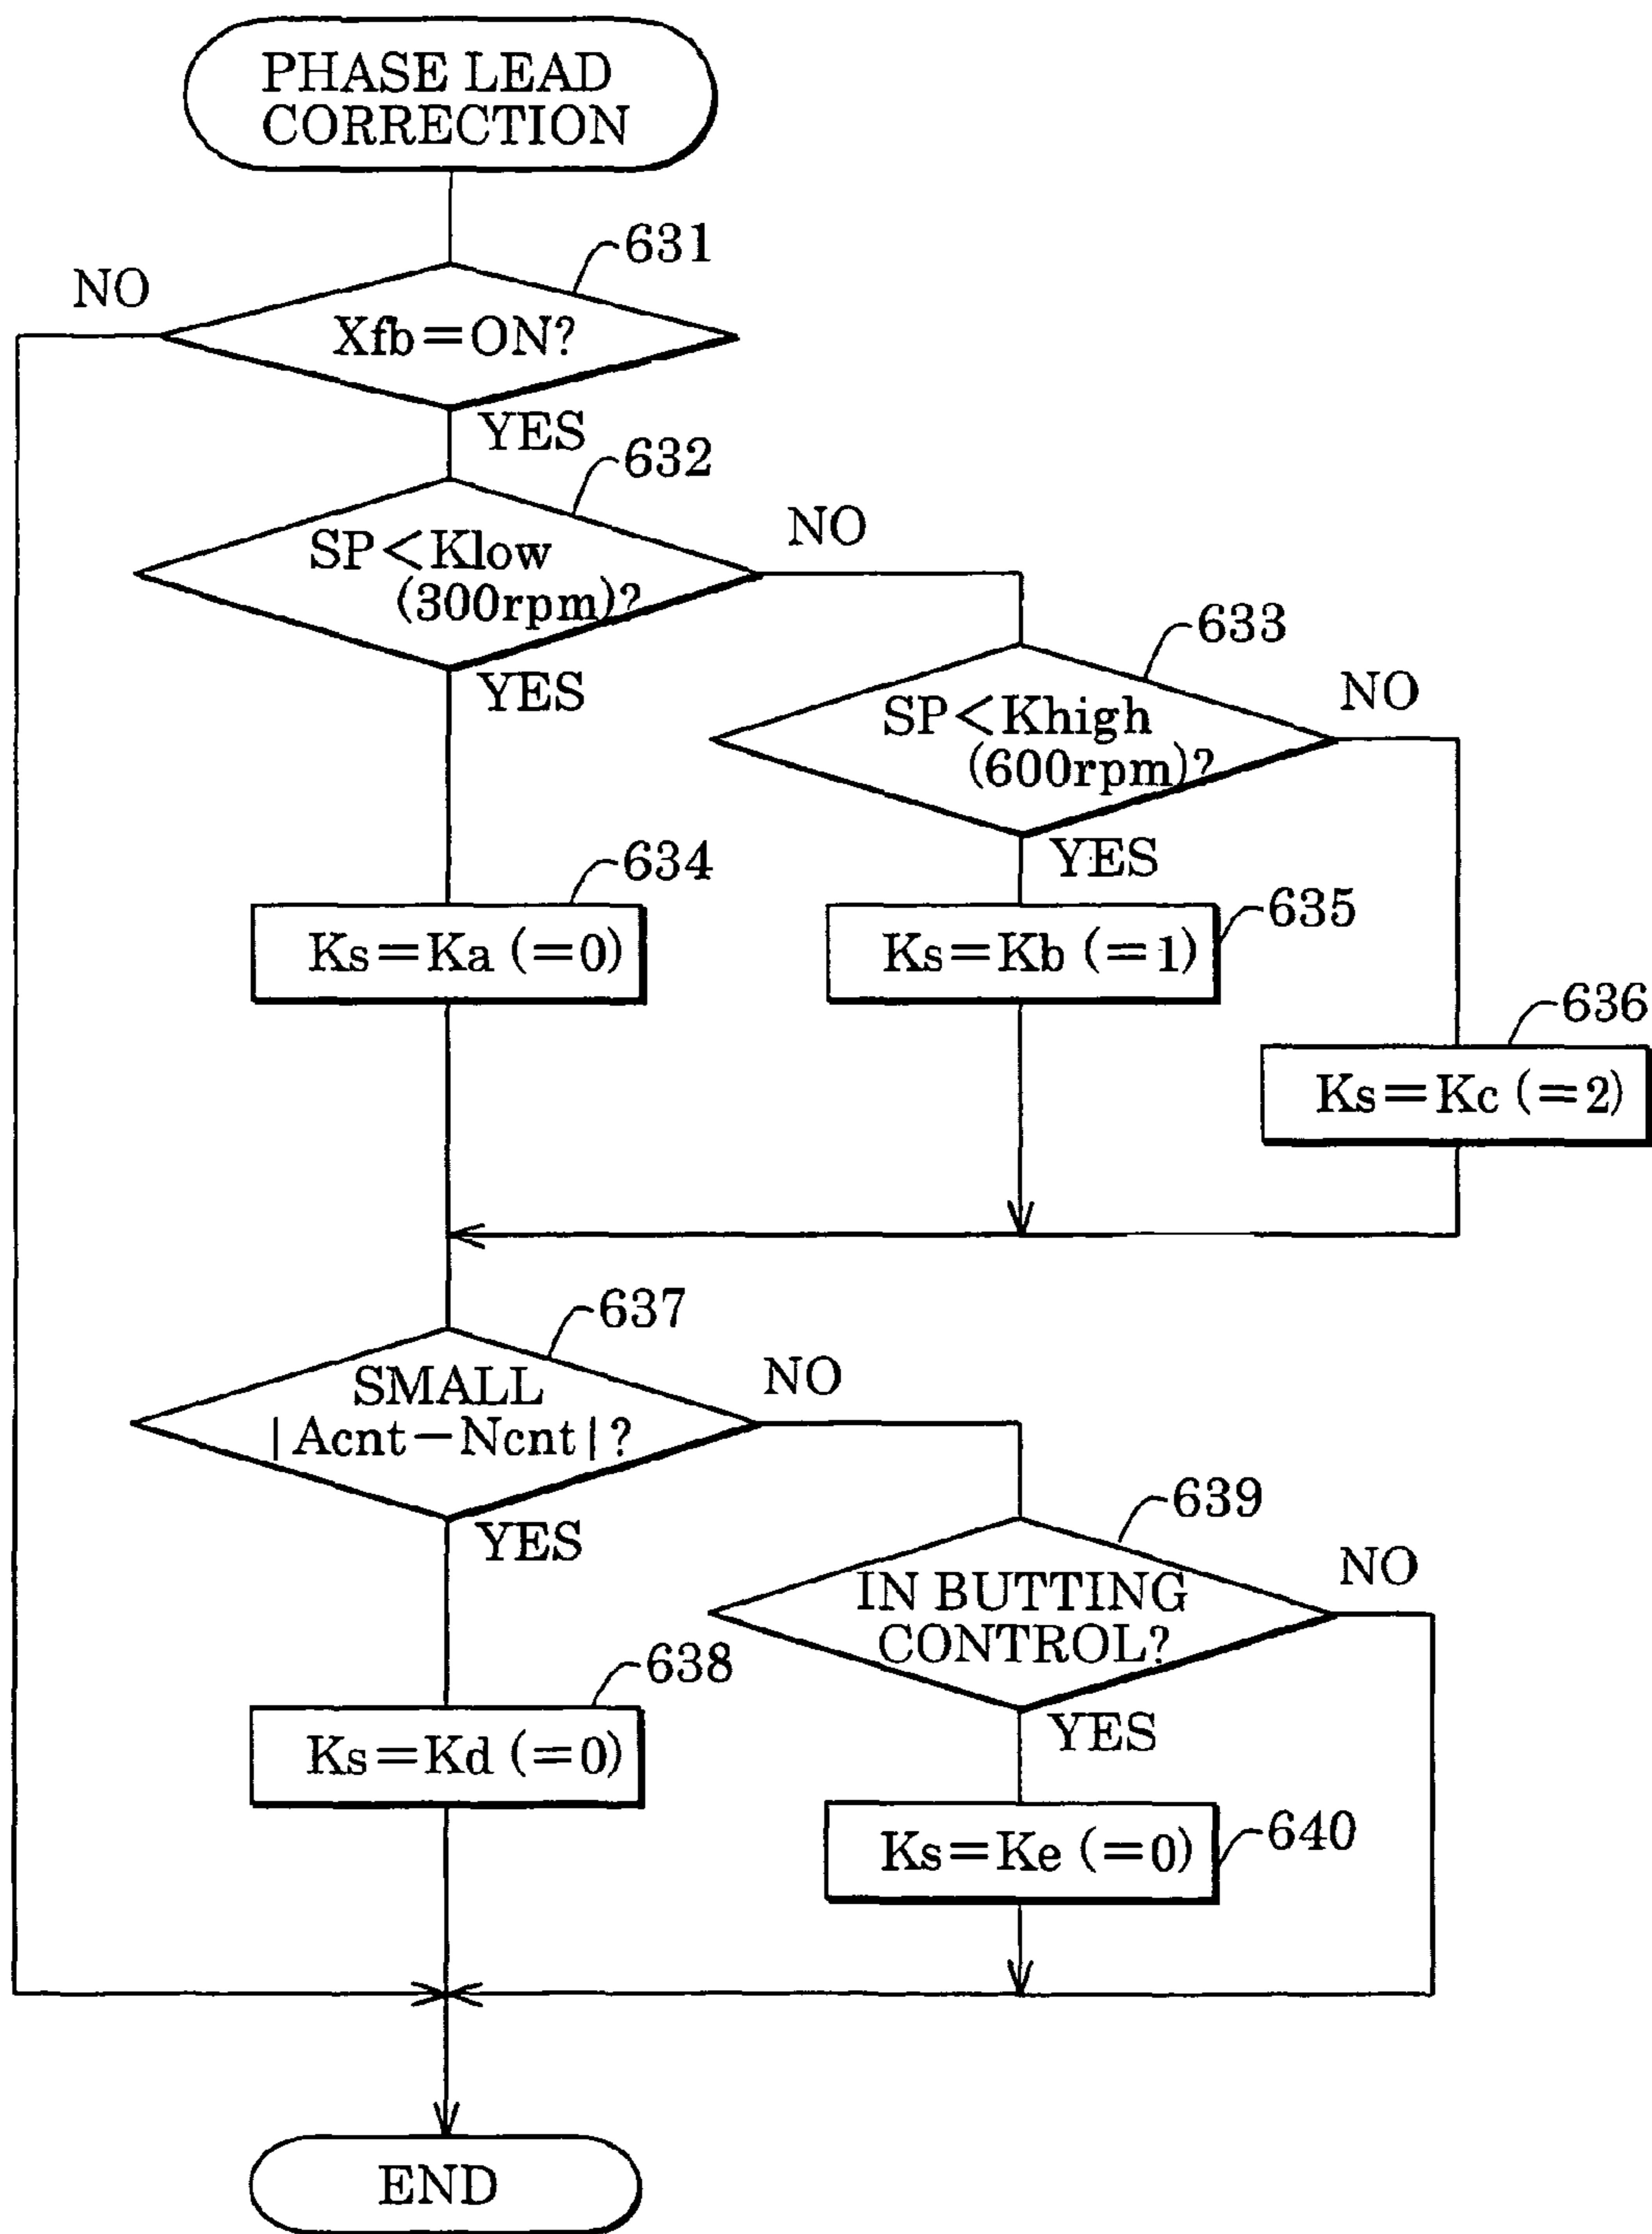 PHASE LEAD
CORRECTION
631
NO
Xfb=ON?
YES
632
NO
SP<Klow
(300rpm)?
YES
633
NO
SP<Khigh
(600rpm)?
YES
634
Ks=Ka (=0)
635
Ks=Kb (=1)
636
Ks=Kc (=2)
637
NO
SMALL
|Acnt-Ncnt|?
YES
639
NO
IN BUTTING
CONTROL?
YES
638
Ks=Kd (=0)
640
Ks=Ke (=0)
END